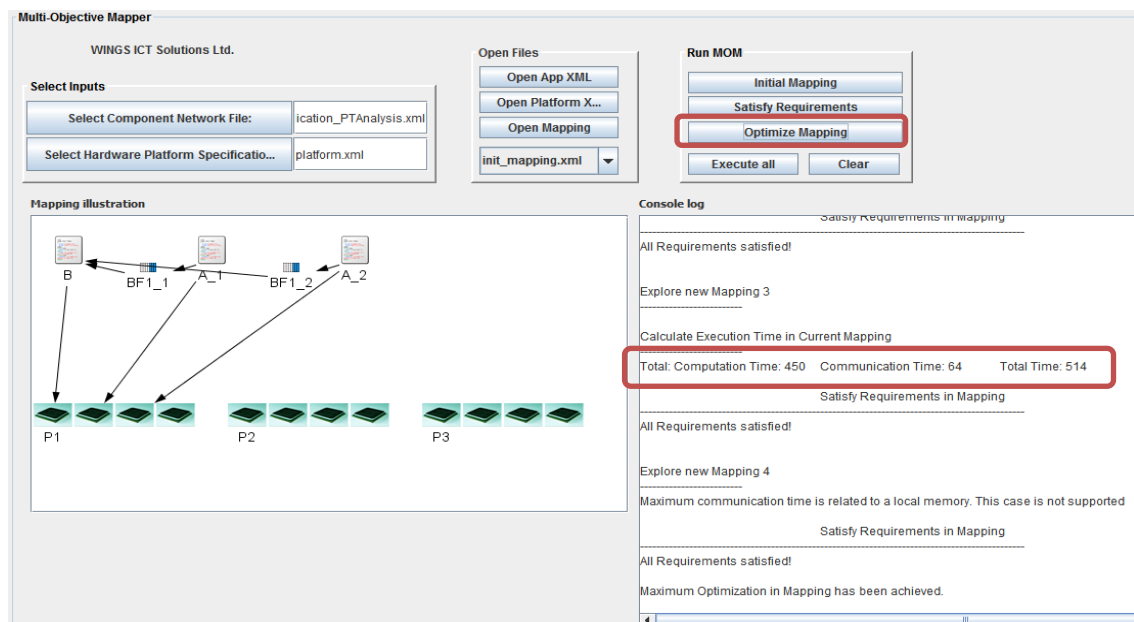 Multi-Objective Mapper
WINGS ICT Solutions Ltd.
Select Inputs
Select Component Network File:
ication_PTAnalysis.xml
Select Hardware Platform Specificatio...
platform.xml
Open Files
Open App XML
Open Platform X...
Open Mapping
init_mapping.xml
Run MOM
Initial Mapping
Satisfy Requirements
Optimize Mapping
Execute all
Clear
Mapping illustration
B
BF1_1
A_1
BF1_2
A_2
P1
P2
P3
Console log
Satisfy Requirements in Mapping
All Requirements satisfied!
Explore new Mapping 3
Calculate Execution Time in Current Mapping
Total: Computation Time: 450 Communication Time: 64 Total Time: 514
Satisfy Requirements in Mapping
All Requirements satisfied!
Explore new Mapping 4
Maximum communication time is related to a local memory. This case is not supported
Satisfy Requirements in Mapping
All Requirements satisfied!
Maximum Optimization in Mapping has been achieved.